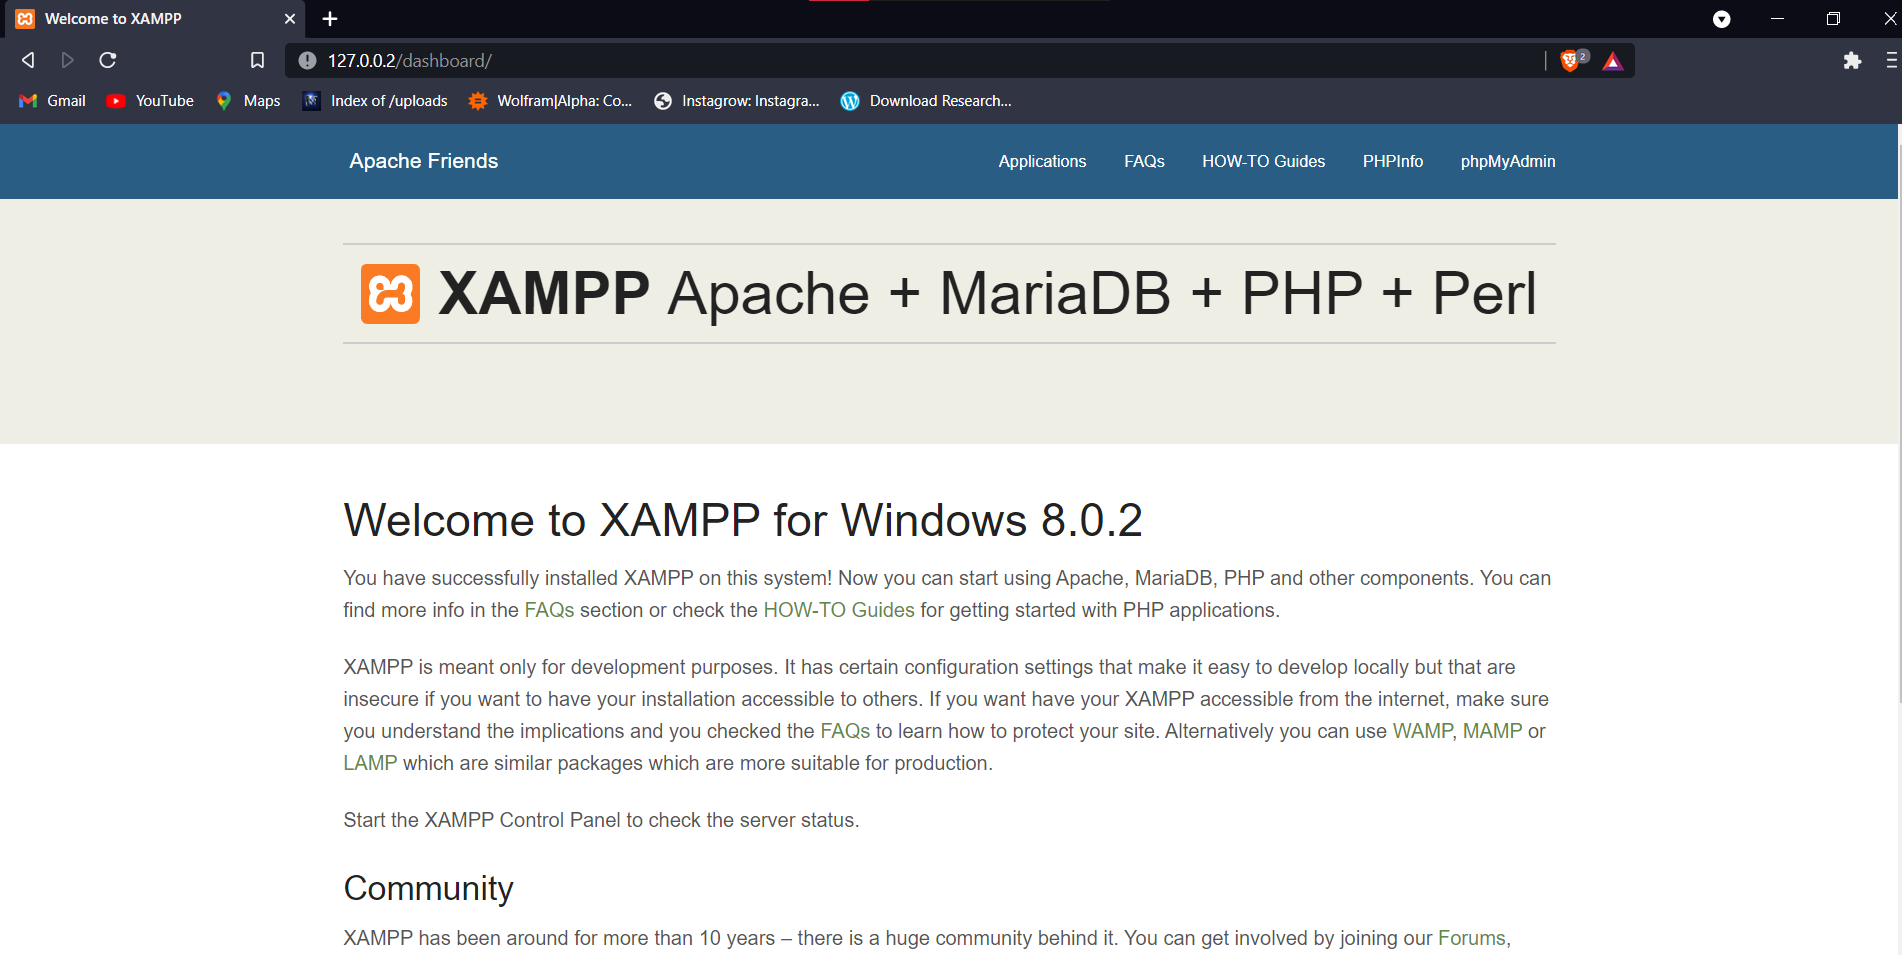 Welcome to XAMPP
127.0.0.2/dashboard/
2
Gmail YouTube Maps Index of /uploads Wolfram|Alpha: Co... Instagrow: Instagra... Download Research...
Apache Friends Applications FAQs HOW-TO Guides PHPInfo phpMyAdmin
XAMPP Apache + MariaDB + PHP + Perl
Welcome to XAMPP for Windows 8.0.2
You have successfully installed XAMPP on this system! Now you can start using Apache, MariaDB, PHP and other components. You can
find more info in the FAQs section or check the HOW-TO Guides for getting started with PHP applications.
XAMPP is meant only for development purposes. It has certain configuration settings that make it easy to develop locally but that are
insecure if you want to have your installation accessible to others. If you want have your XAMPP accessible from the internet, make sure
you understand the implications and you checked the FAQs to learn how to protect your site. Alternatively you can use WAMP, MAMP or
LAMP which are similar packages which are more suitable for production.
Start the XAMPP Control Panel to check the server status.
Community
XAMPP has been around for more than 10 years – there is a huge community behind it. You can get involved by joining our Forums,